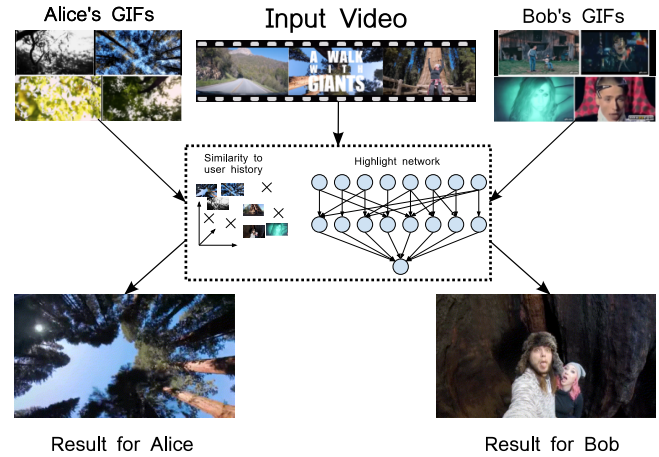 Alice's GIFs
Input Video
Bob's GIFs
A WALK
WITH
GIANTS
Similarity to
user history
Highlight network
Result for Alice
Result for Bob